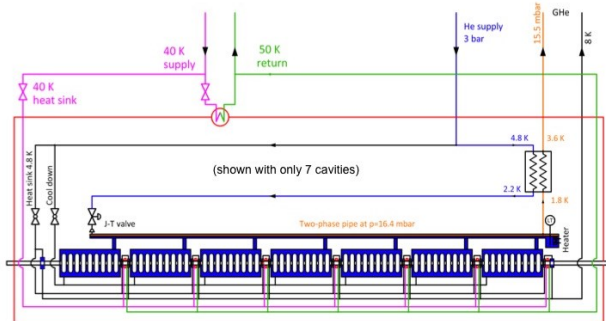 40 K
supply
50 K
return
He supply
3 bar
15.5 mbar
GHe
8 K
40 K
heat sink
4.8 K
3.6 K
(shown with only 7 cavities)
Heat sink 4.8 K
Cool down
2.2 K
1.8 K
J-T valve
Two-phase pipe at p=16.4 mbar
LT
Heater